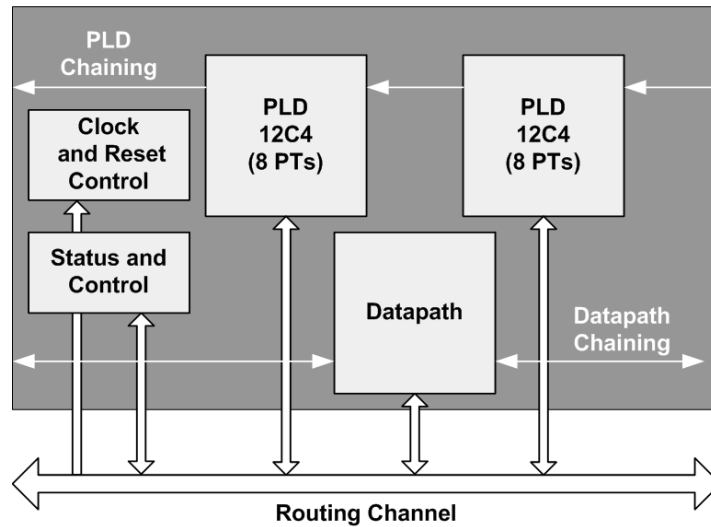 PLD
Chaining
PLD
12C4
(8 PTs)
PLD
12C4
(8 PTs)
Clock
and Reset
Control
Status and
Control
Datapath
Datapath
Chaining
Routing Channel